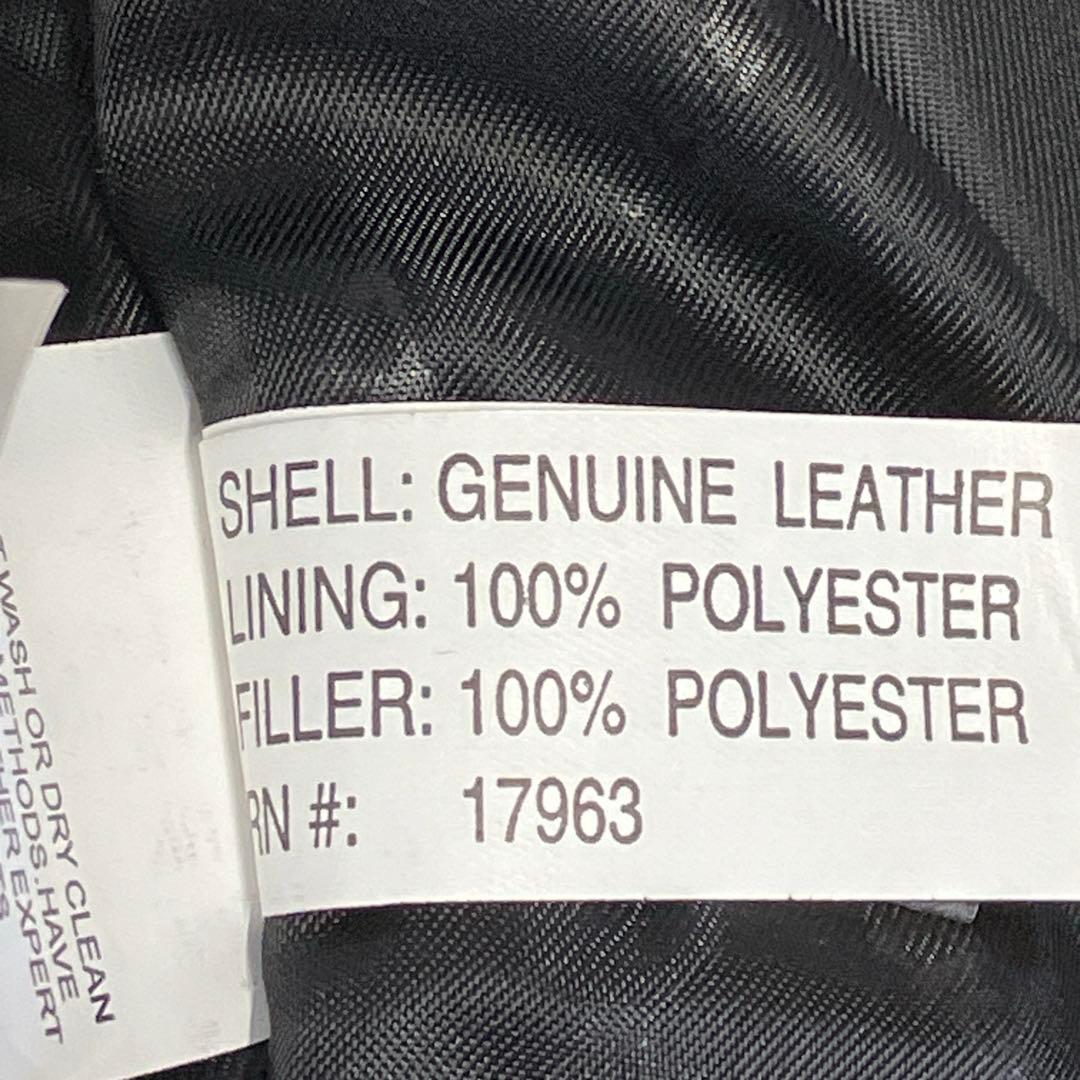 SHELL: GENUINE LEATHER
LINING: 100% POLYESTER
FILLER: 100% POLYESTER
RN #: 17963
WASH OR DRY CLEAN
METHODS. HAVE
EXPERT